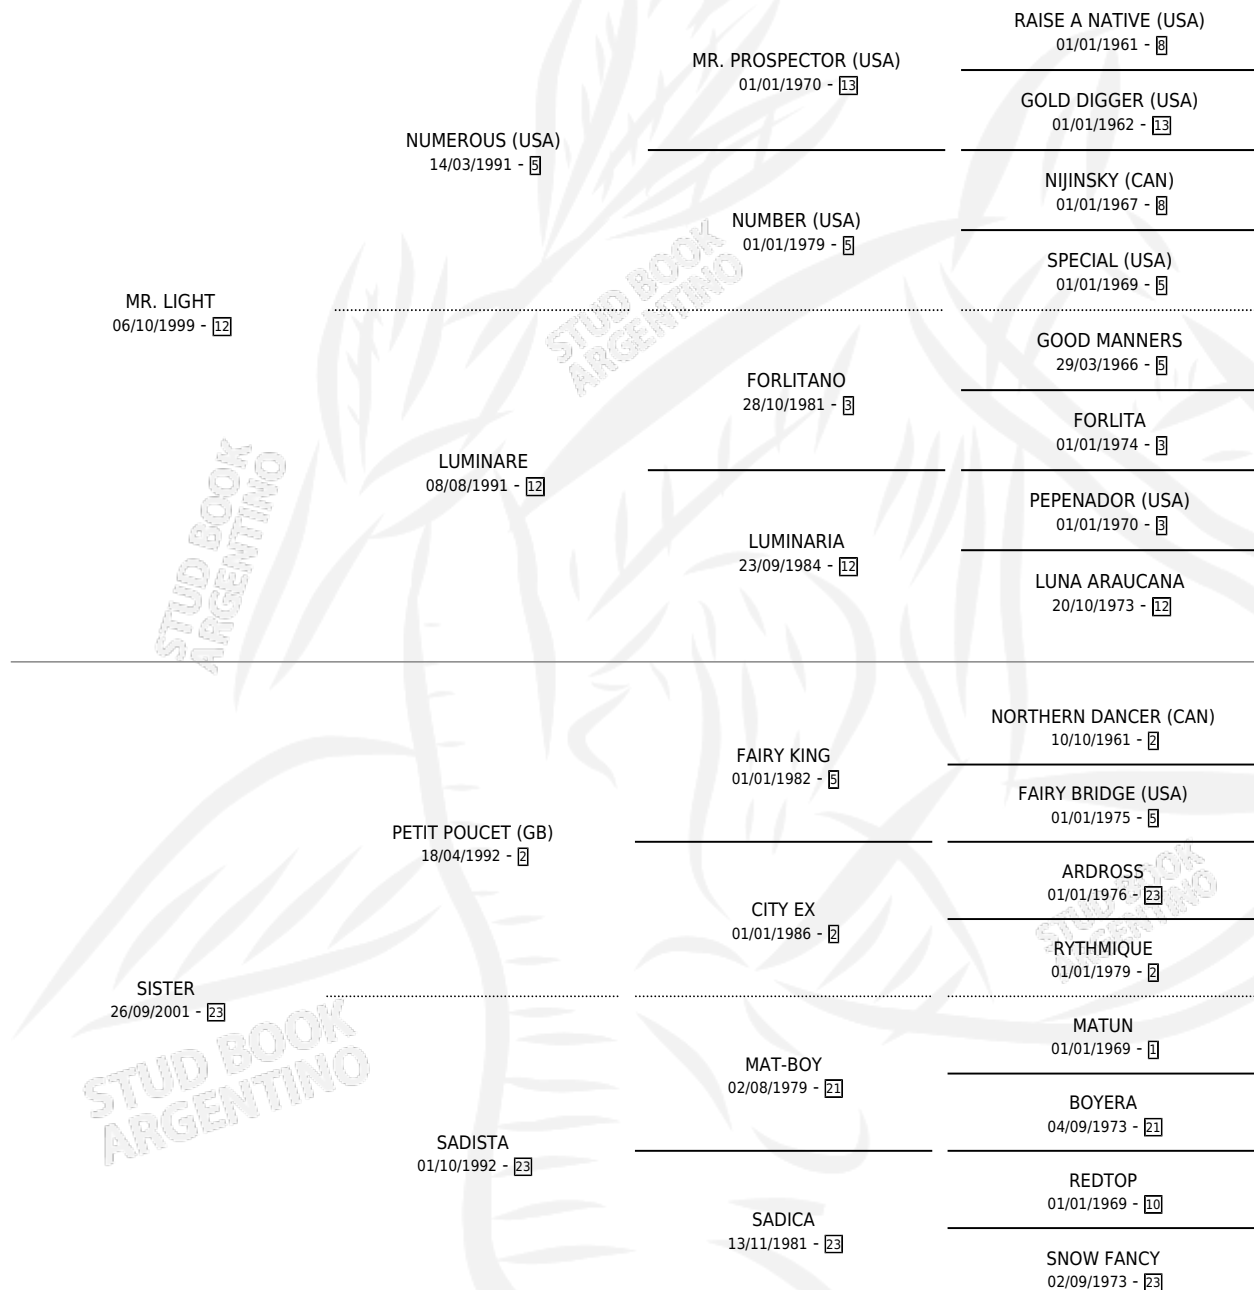 RAISE A NATIVE (USA)
01/01/1961 - 8
MR. PROSPECTOR (USA)
01/01/1970 - 13
GOLD DIGGER (USA)
01/01/1962 - 13
NUMEROUS (USA)
14/03/1991 - 5
NIJINSKY (CAN)
01/01/1967 - 8
NUMBER (USA)
01/01/1979 - 5
SPECIAL (USA)
01/01/1969 - 5
MR. LIGHT
06/10/1999 - 12
STUD BOOK
ARGENTINO
GOOD MANNERS
29/03/1966 - 5
FORLITANO
28/10/1981 - 3
FORLITA
01/01/1974 - 3
LUMINARE
08/08/1991 - 12
PEPENADOR (USA)
01/01/1970 - 3
LUMINARIA
23/09/1984 - 12
LUNA ARAUCANA
20/10/1973 - 12
STUD BOOK
ARGENTINO
NORTHERN DANCER (CAN)
10/10/1961 - 2
FAIRY KING
01/01/1982 - 5
FAIRY BRIDGE (USA)
01/01/1975 - 5
PETIT POUCET (GB)
18/04/1992 - 2
ARDROSS
01/01/1976 - 23
CITY EX
01/01/1986 - 2
STUD BOOK
ARGENTINO
RYTHMIQUE
01/01/1979 - 2
SISTER
26/09/2001 - 23
STUD BOOK
ARGENTINO
MATUN
01/01/1969 - 1
MAT-BOY
02/08/1979 - 21
BOYERA
04/09/1973 - 21
SADISTA
01/10/1992 - 23
REDTOP
01/01/1969 - 10
SADICA
13/11/1981 - 23
SNOW FANCY
02/09/1973 - 23